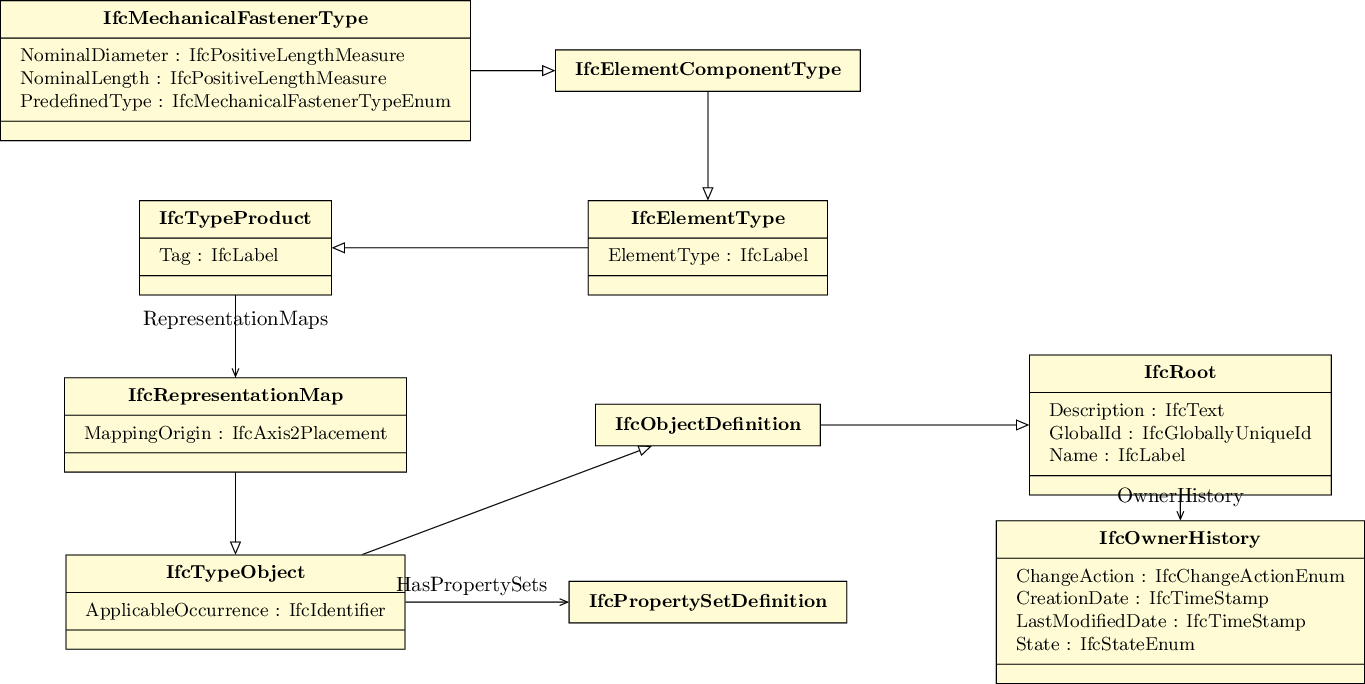 IfcMechanicalFastenerType
NominalDiameter : IfcPositiveLengthMeasure
NominalLength : IfcPositiveLengthMeasure
PredefinedType : IfcMechanicalFastenerTypeEnum
IfcElementComponentType
IfcTypeProduct
Tag : IfcLabel
IfcElementType
ElementType : IfcLabel
RepresentationMaps
IfcRepresentationMap
MappingOrigin : IfcAxis2Placement
IfcObjectDefinition
IfcRoot
Description : IfcText
GlobalId : IfcGloballyUniqueId
Name : IfcLabel
OwnerHistory
IfcTypeObject
ApplicableOccurrence : IfcIdentifier
HasPropertySets
IfcPropertySetDefinition
IfcOwnerHistory
ChangeAction : IfcChangeActionEnum
CreationDate : IfcTimeStamp
LastModifiedDate : IfcTimeStamp
State : IfcStateEnum